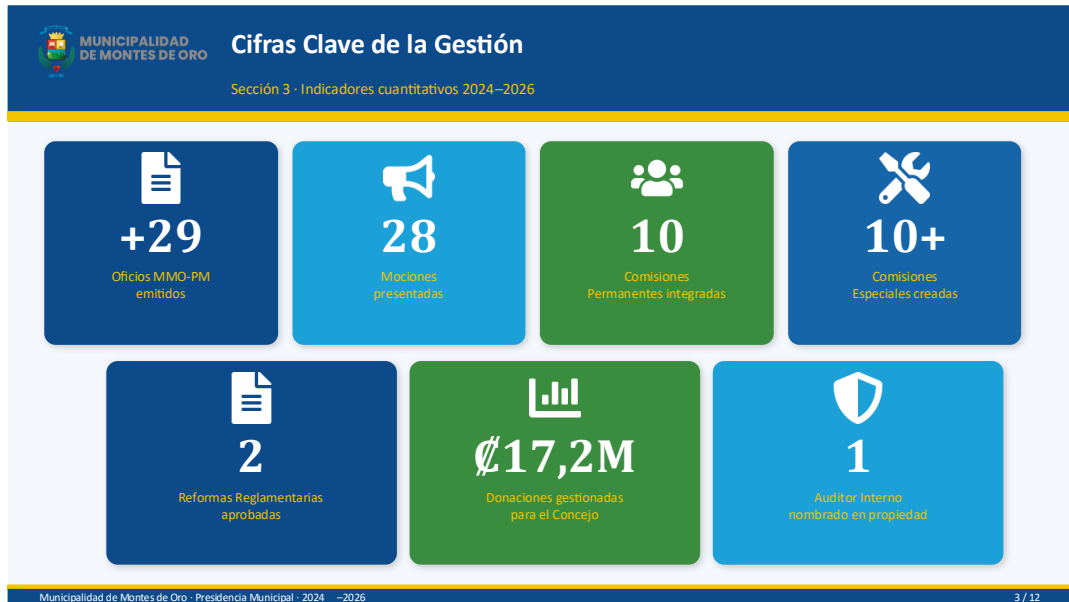 MUNICIPALIDAD
DE MONTES DE ORO
Cifras Clave de la Gestión
Sección 3 · Indicadores cuantitativos 2024–2026
+29
Oficios MMO-PM
emitidos
28
Mociones
presentadas
10
Comisiones
Permanentes integradas
10+
Comisiones
Especiales creadas
2
Reformas Reglamentarias
aprobadas
₡17,2M
Donaciones gestionadas
para el Concejo
1
Auditor Interno
nombrado en propiedad
Municipalidad de Montes de Oro · Presidencia Municipal · 2024 –2026
3 / 12